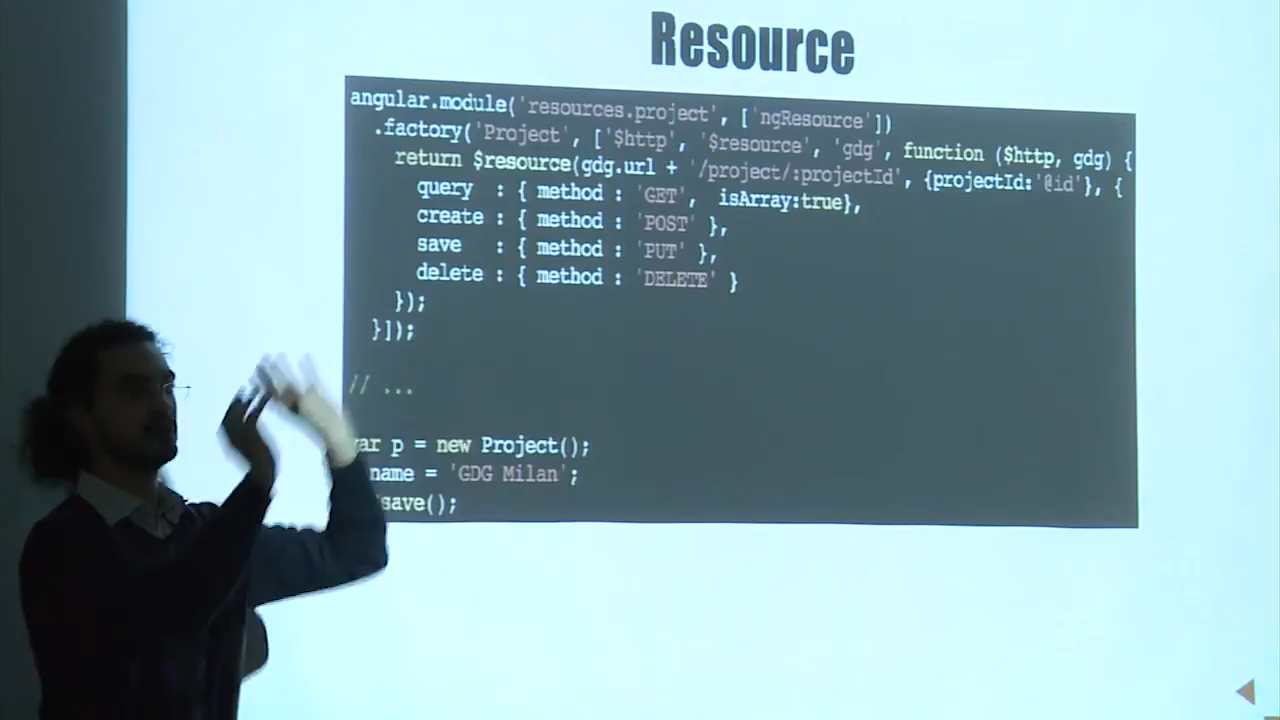 Resource
angular.module('resources.project', ['ngResource'])
.factory('Project', ['$http', '$resource', 'gdg', function ($http, gdg) {
return $resource(gdg.url + '/project/:projectId', {projectId:'@id'}, {
query : { method : 'GET', isArray:true},
create : { method : 'POST' },
save : { method : 'PUT' },
delete : { method : 'DELETE' }
});
}]);
// ...
var p = new Project();
name = 'GDG Milan';
save();